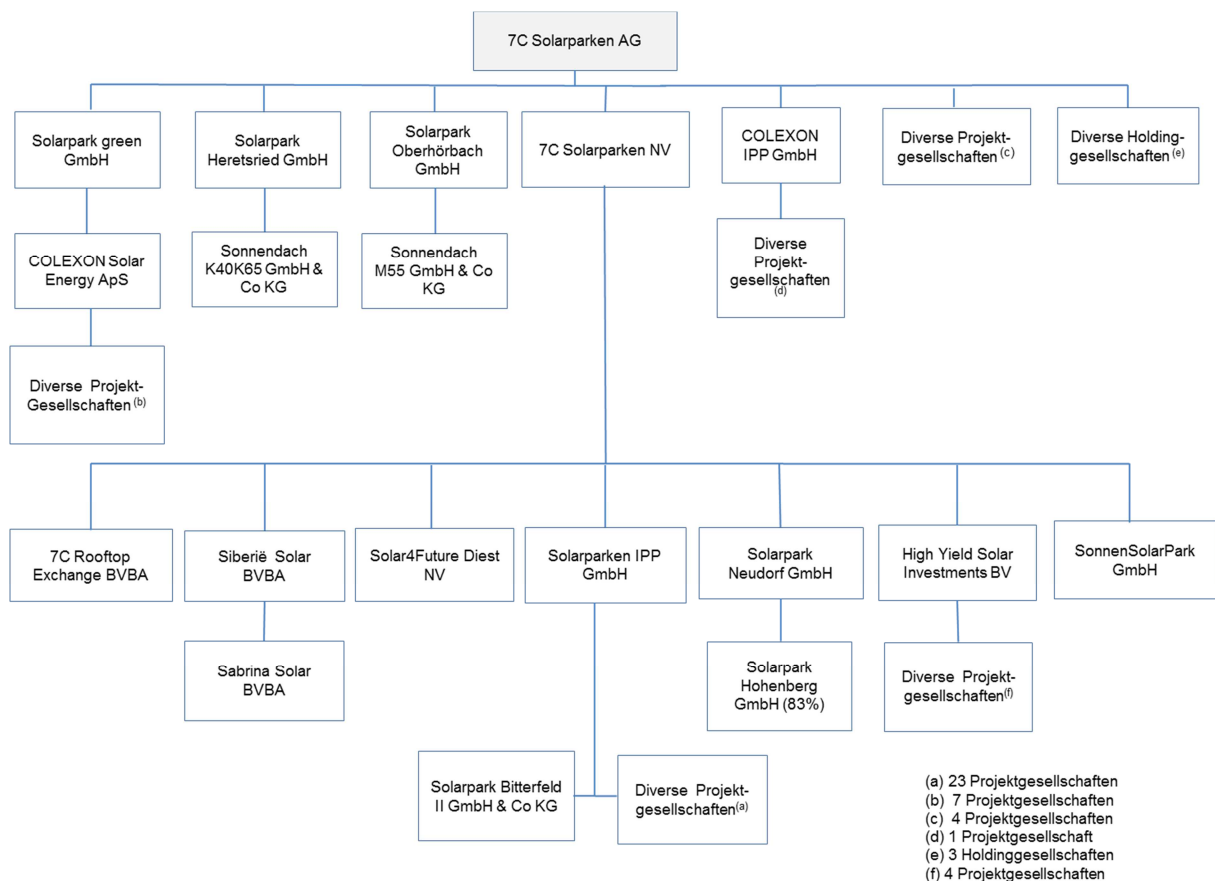 7C Solarparken AG
Solarpark green
GmbH
Solarpark
Heretsried GmbH
Solarpark
Oberhörbach
GmbH
7C Solarparken NV
COLEXON
IPP GmbH
Diverse Projekt-
gesellschaften (c)
Diverse Holding-
gesellschaften (e)
COLEXON Solar
Energy ApS
Sonnendach
K40K65 GmbH &
Co KG
Sonnendach
M55 GmbH & Co
KG
Diverse
Projekt-
gesellschaften
(d)
Diverse Projekt-
Gesellschaften (b)
7C Rooftop
Exchange BVBA
Siberië Solar
BVBA
Solar4Future Diest
NV
Solarparken IPP
GmbH
Solarpark
Neudorf GmbH
High Yield Solar
Investments BV
SonnenSolarPark
GmbH
Sabrina Solar
BVBA
Solarpark
Hohenberg
GmbH (83%)
Diverse Projekt-
gesellschaften(f)
Solarpark Bitterfeld
II GmbH & Co KG
Diverse Projekt-
gesellschaften(a)
(a) 23 Projektgesellschaften
(b) 7 Projektgesellschaften
(c) 4 Projektgesellschaften
(d) 1 Projektgesellschaft
(e) 3 Holdinggesellschaften
(f) 4 Projektgesellschaften